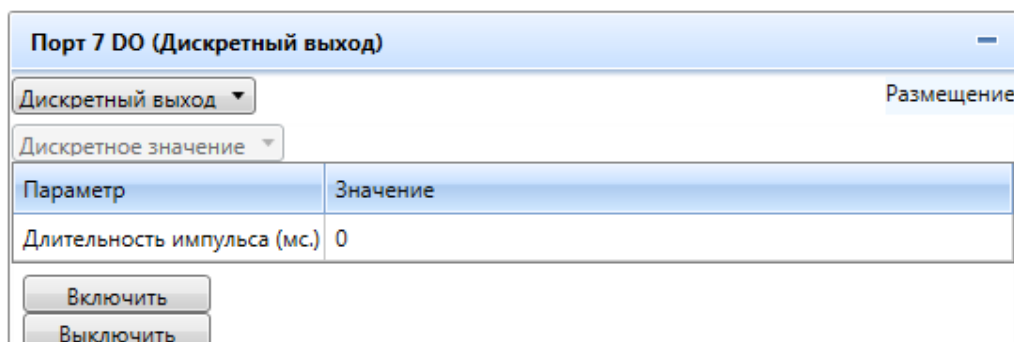 Порт 7 DO (Дискретный выход)
Дискретный выход
Размещение
Дискретное значение
Параметр Значение
Длительность импульса (мс.) 0
Включить
Выключить